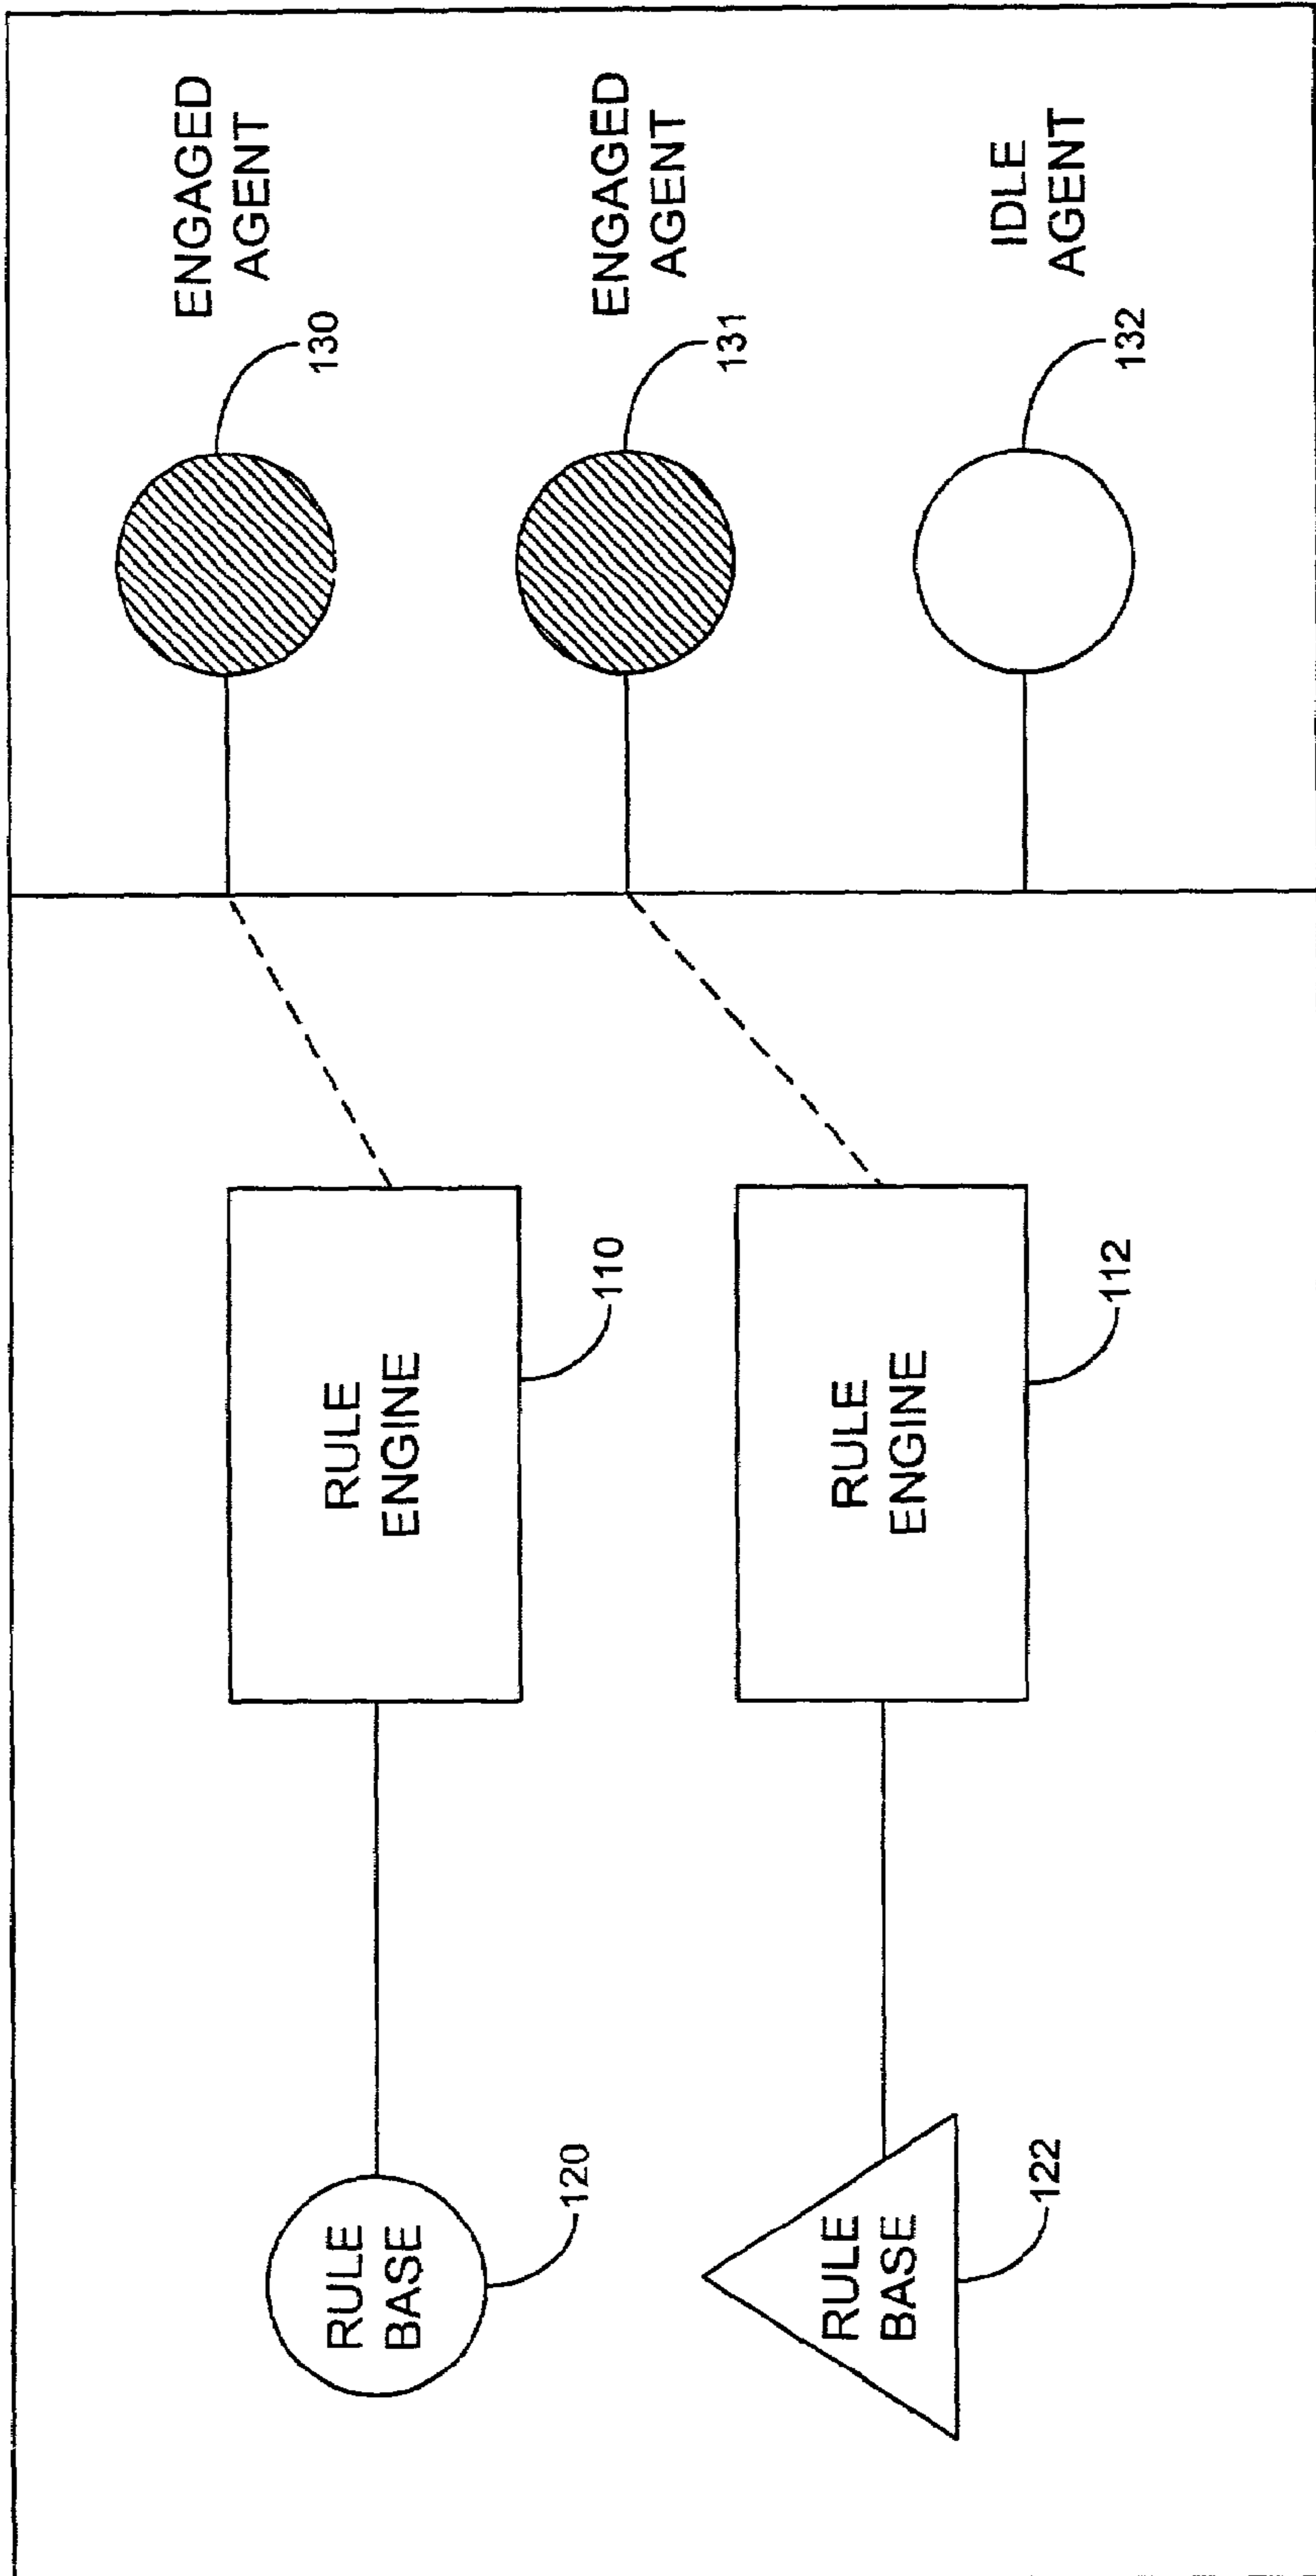 RULE
BASE
120
RULE
ENGINE
110
ENGAGED
AGENT
130
RULE
BASE
122
RULE
ENGINE
112
ENGAGED
AGENT
131
IDLE
AGENT
132